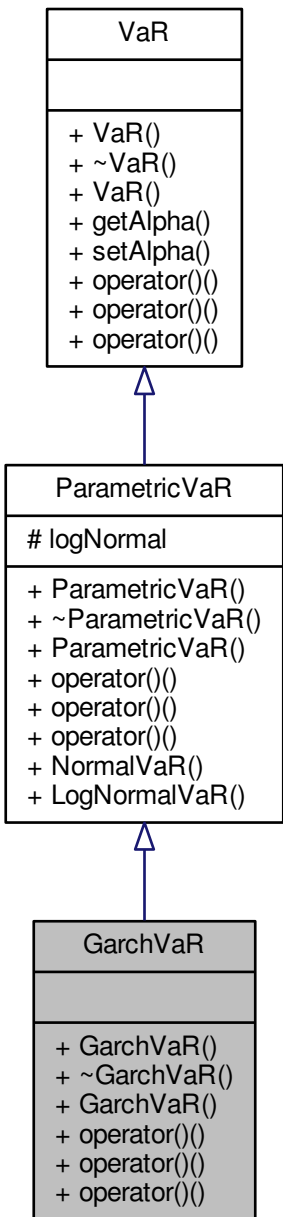 VaR
+ VaR()
+ ~VaR()
+ VaR()
+ getAlpha()
+ setAlpha()
+ operator()()
+ operator()()
+ operator()()
ParametricVaR
# logNormal
+ ParametricVaR()
+ ~ParametricVaR()
+ ParametricVaR()
+ operator()()
+ operator()()
+ operator()()
+ NormalVaR()
+ LogNormalVaR()
GarchVaR
+ GarchVaR()
+ ~GarchVaR()
+ GarchVaR()
+ operator()()
+ operator()()
+ operator()()